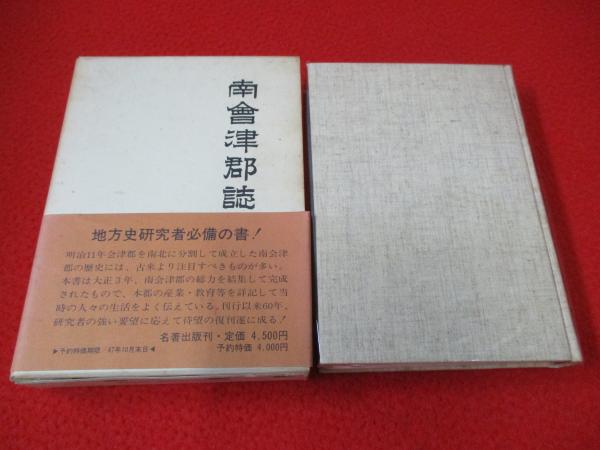 南會津郡誌
地方史研究者必備の書!
明治11年会津郡を南北に分割して成立した南会津
郡の歴史には、古来より注目すべきものが多い。
本書は大正3年、南会津郡の総力を結集して完成
されたもので、本郡の産業・教育等を詳記して当
時の人々の生活をよく伝えている。刊行以来60年、
研究者の強い要望に応えて待望の復刊遂に成る!
名著出版刊・定価 4,500円
▶予約特価期間/47年10月末日◀ 予約特価 4,000円